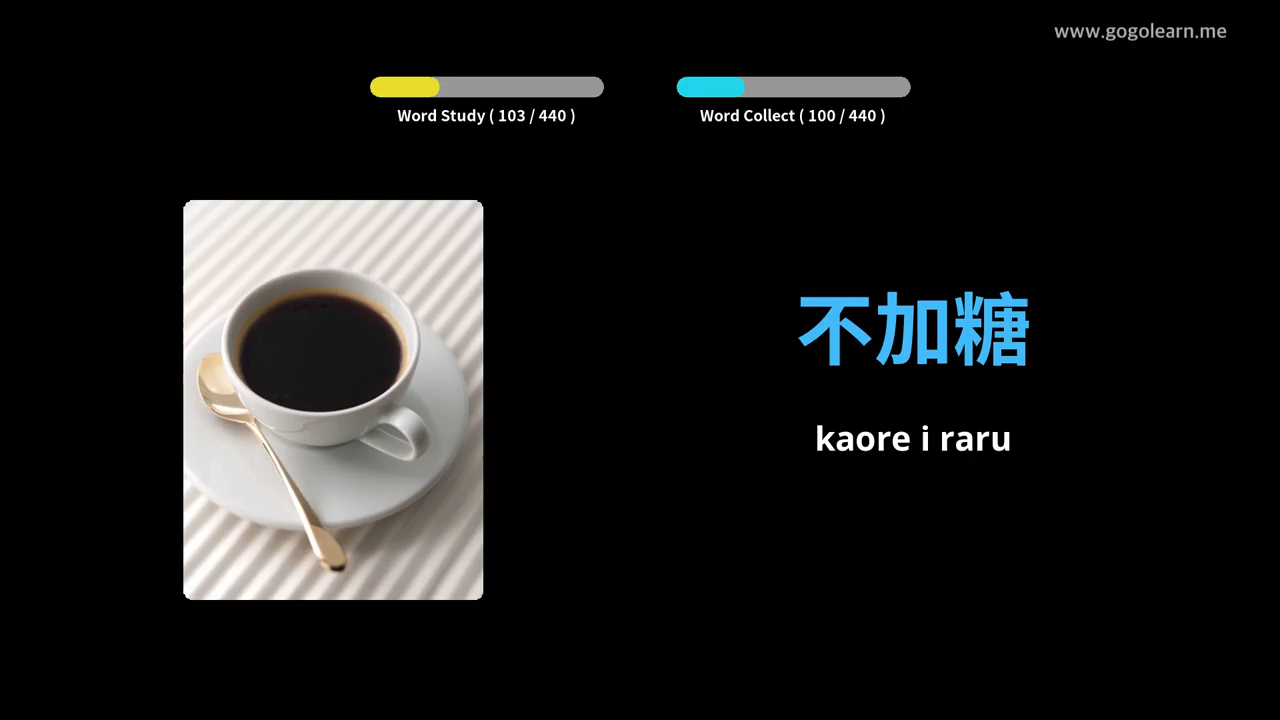 www.gogolearn.me
Word Study ( 103 / 440 )
Word Collect ( 100 / 440 )
不加糖
kaore i raru